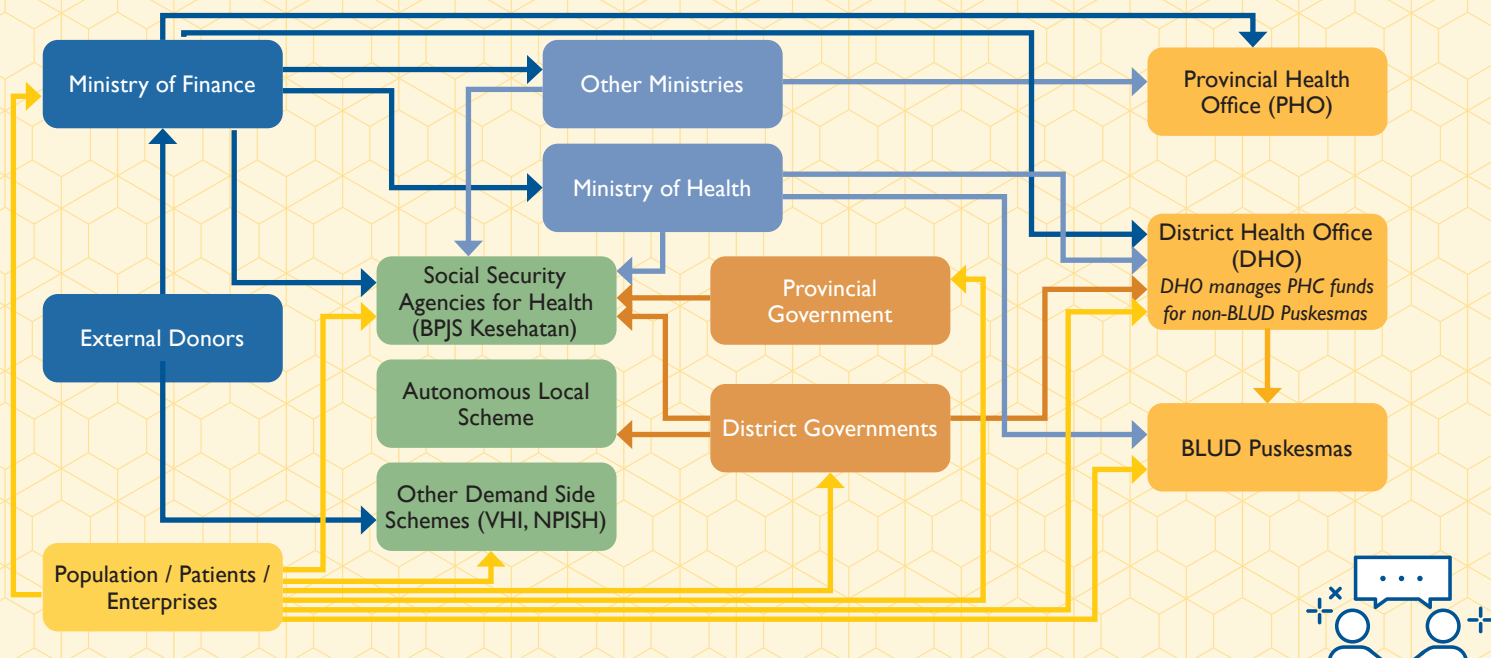 Ministry of Finance
Other Ministries
Provincial Health
Office (PHO)
Ministry of Health
District Health Office
(DHO)
DHO manages PHC funds
for non-BLUD Puskesmas
Social Security
Agencies for Health
(BPJS Kesehatan)
Provincial
Government
External Donors
Autonomous Local
Scheme
District Governments
BLUD Puskesmas
Other Demand Side
Schemes (VHI, NPISH)
Population / Patients /
Enterprises